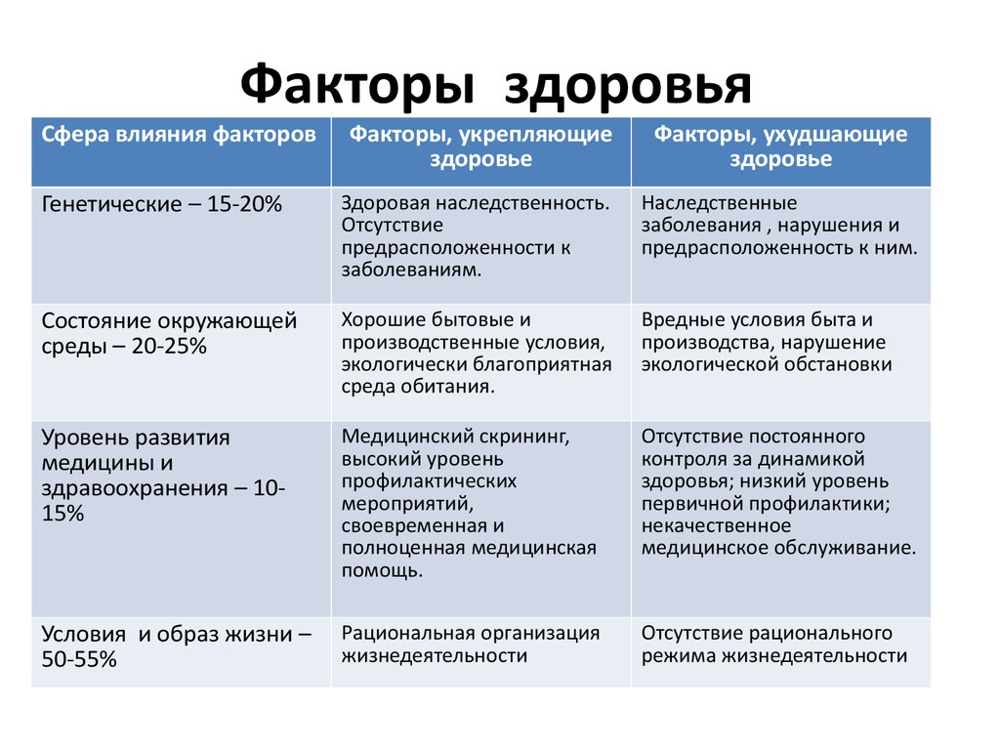 Факторы  здоровья
Сфера влияния факторов
Факторы, укрепляющие
здоровье
Факторы, ухудшающие
здоровье
Генетические – 15-20%
Здоровая наследственность.
Отсутствие
предрасположенности к
заболеваниям.
Наследственные
заболевания , нарушения и
предрасположенность к ним.
Состояние окружающей
среды – 20-25%
Хорошие бытовые и
производственные условия,
экологически благоприятная
среда обитания.
Вредные условия быта и
производства, нарушение
экологической обстановки
Уровень развития
медицины и
здравоохранения – 10-
15%
Медицинский скрининг,
высокий уровень
профилактических
мероприятий,
своевременная и
полноценная медицинская
помощь.
Отсутствие постоянного
контроля за динамикой
здоровья; низкий уровень
первичной профилактики;
некачественное
медицинское обслуживание.
Условия  и образ жизни –
50-55%
Рациональная организация
жизнедеятельности
Отсутствие рационального
режима жизнедеятельности